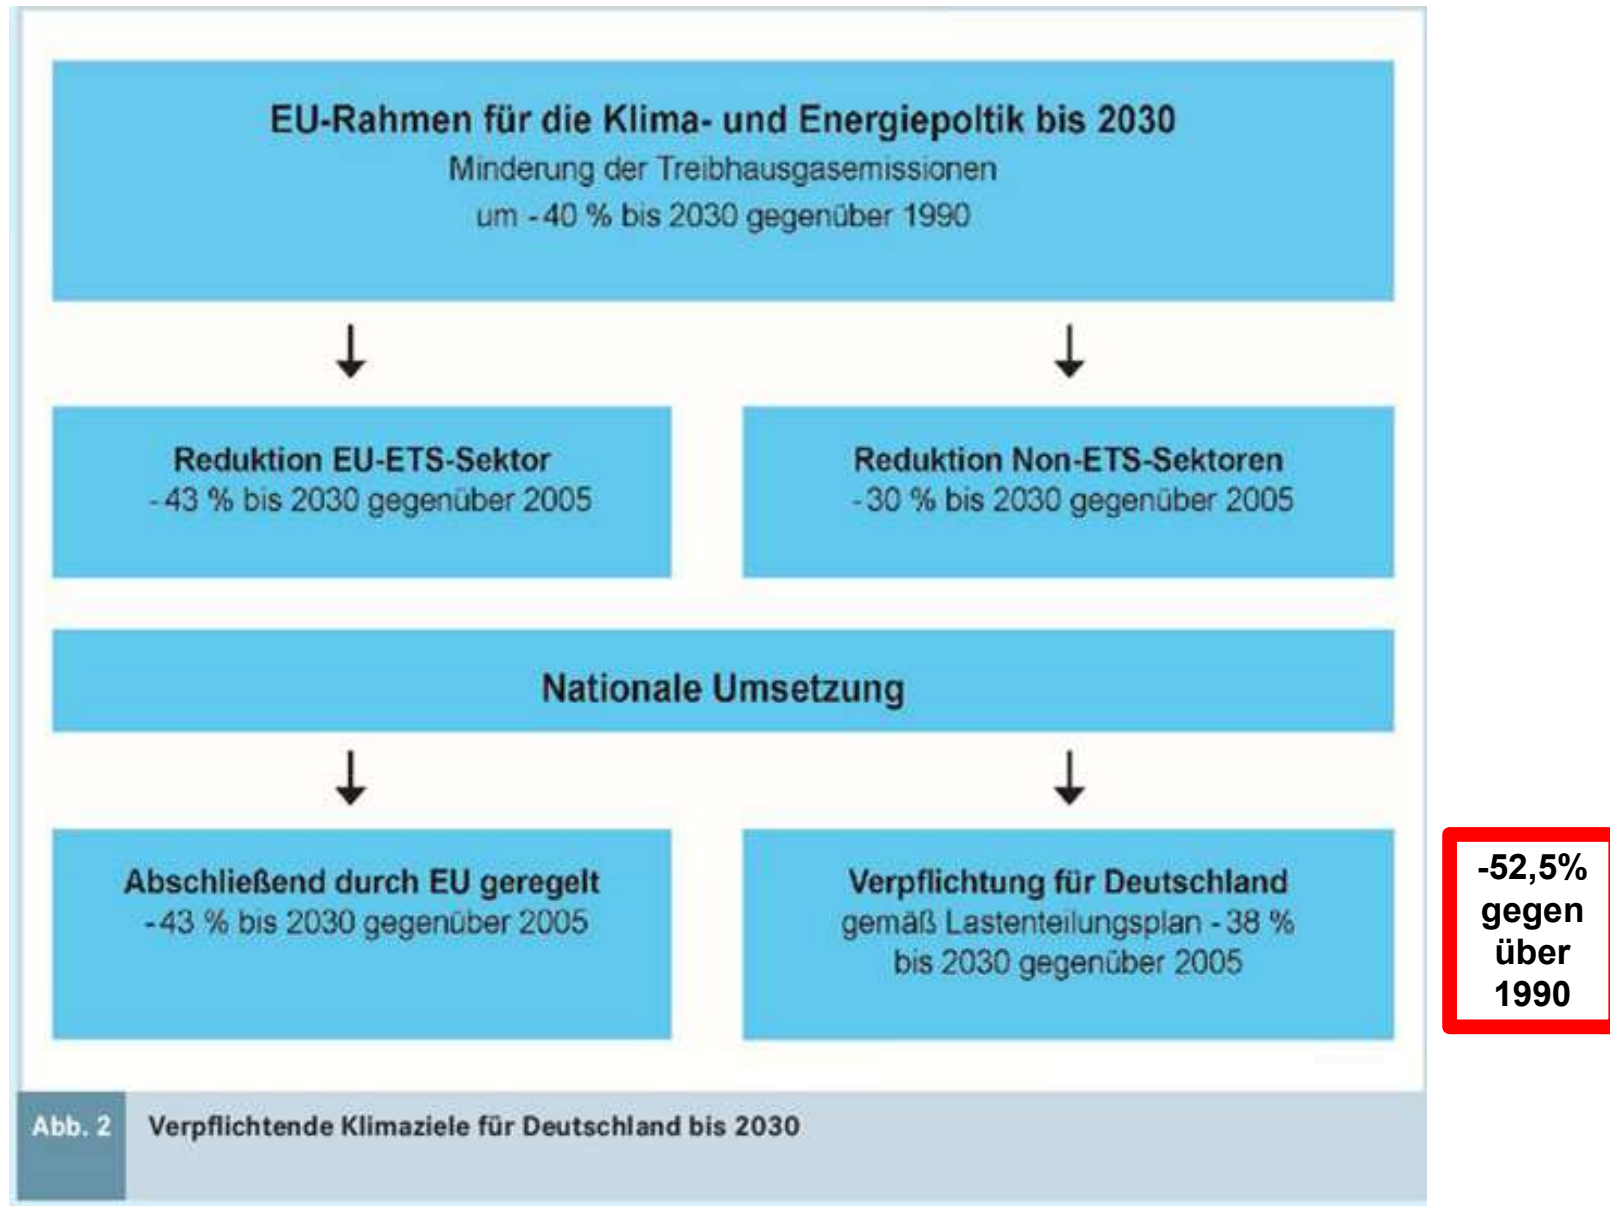 EU-Rahmen für die Klima- und Energiepoltik bis 2030
Minderung der Treibhausgasemissionen
um - 40 % bis 2030 gegenüber 1990
Reduktion EU-ETS-Sektor
- 43 % bis 2030 gegenüber 2005
Reduktion Non-ETS-Sektoren
- 30 % bis 2030 gegenüber 2005
Nationale Umsetzung
Abschließend durch EU geregelt
- 43 % bis 2030 gegenüber 2005
Verpflichtung für Deutschland
gemäß Lastenteilungsplan - 38 %
bis 2030 gegenüber 2005
-52,5%
gegen
über
1990
Abb. 2 Verpflichtende Klimaziele für Deutschland bis 2030